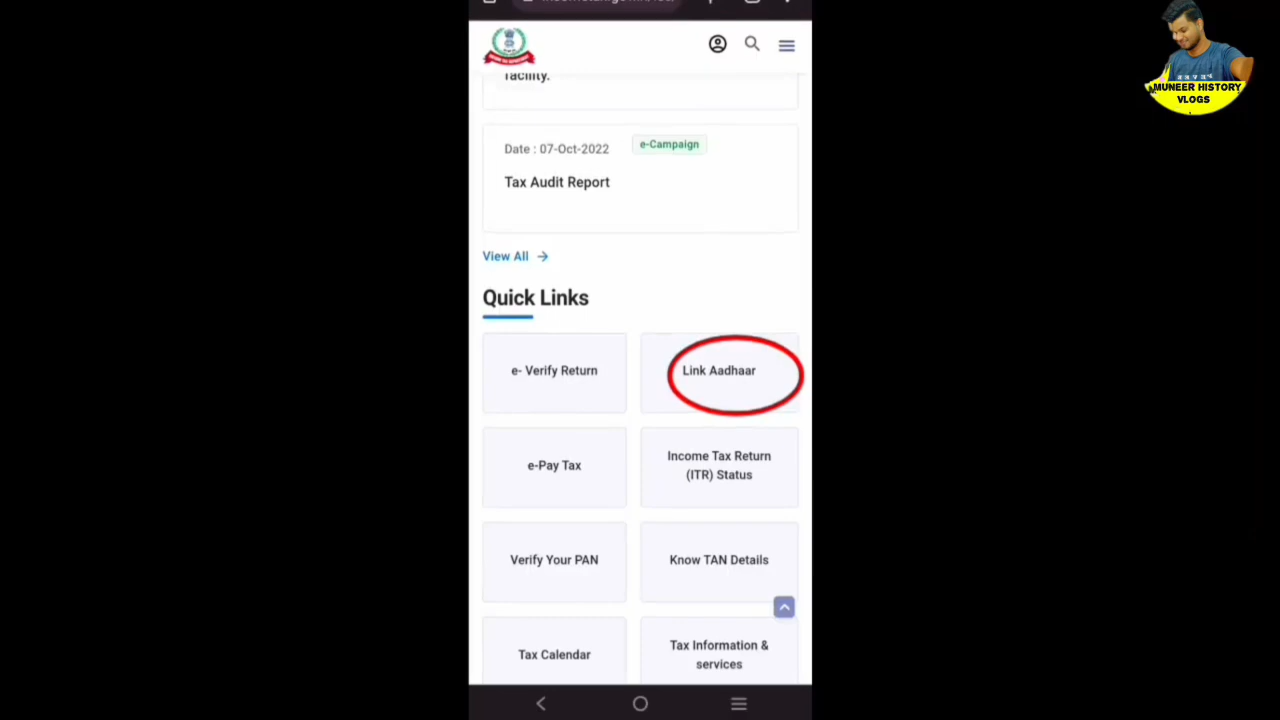 MUNEER HISTORY
VLOGS
facility.
Date : 07-Oct-2022
e-Campaign
Tax Audit Report
View All
Quick Links
e- Verify Return
Link Aadhaar
e-Pay Tax
Income Tax Return
(ITR) Status
Verify Your PAN
Know TAN Details
Tax Calendar
Tax Information &
services